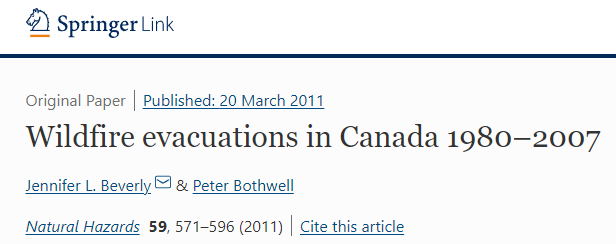 Springer Link
Original Paper | Published: 20 March 2011
Wildfire evacuations in Canada 1980–2007
Jennifer L. Beverly & Peter Bothwell
Natural Hazards 59, 571–596 (2011) | Cite this article